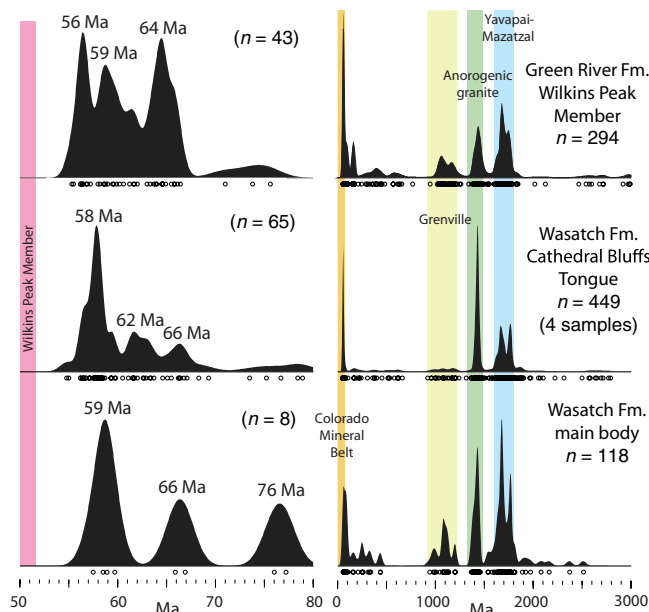 56 Ma
59 Ma
64 Ma
(n = 43)
Yavapai-
Mazatzal
Anorogenic
granite
Green River Fm.
Wilkins Peak
Member
n = 294
Wilkins Peak Member
58 Ma
62 Ma
66 Ma
(n = 65)
Grenville
Wasatch Fm.
Cathedral Bluffs
Tongue
n = 449
(4 samples)
59 Ma
66 Ma
76 Ma
(n = 8)
Colorado
Mineral
Belt
Wasatch Fm.
main body
n = 118
50 60 70 80
Ma
0 1000 2000 3000
Ma